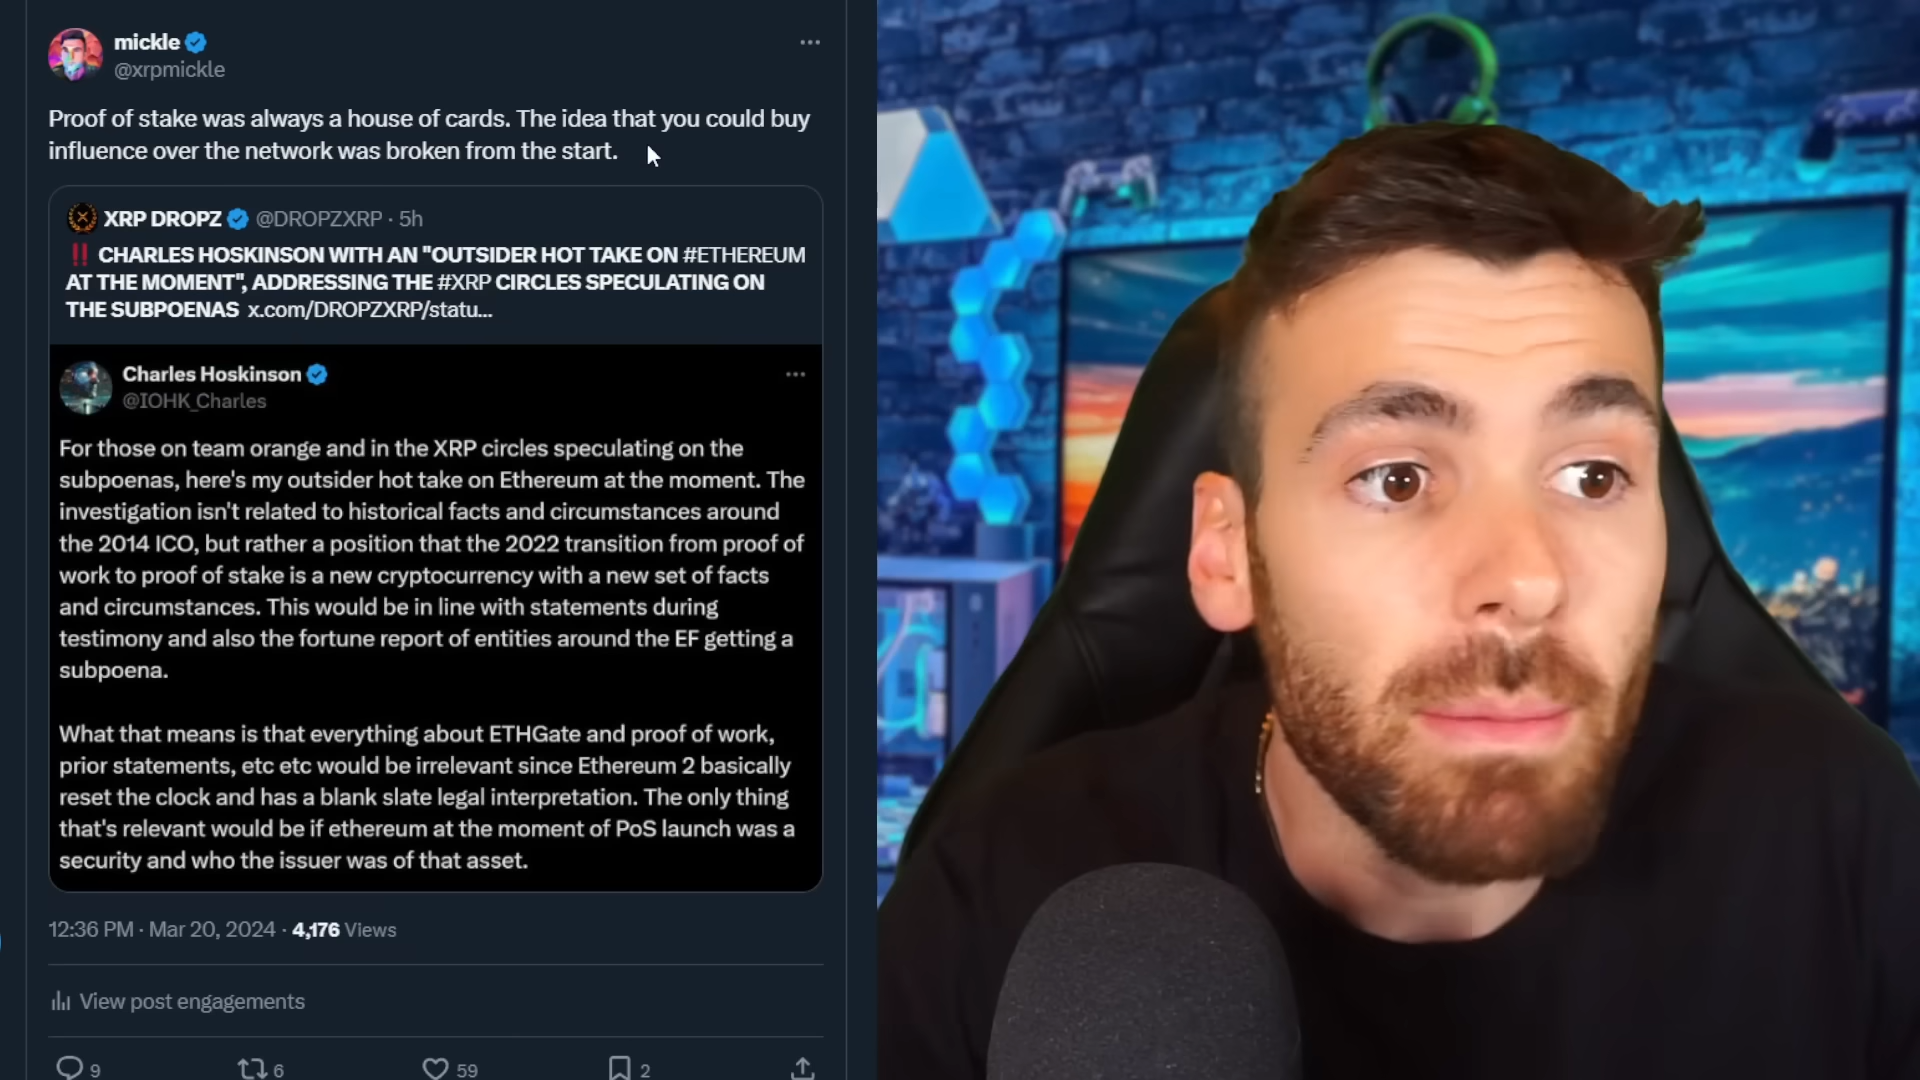 mickle
@xrpmickle
Proof of stake was always a house of cards. The idea that you could buy
influence over the network was broken from the start.
XRP DROPZ @DROPZXRP · 5h
‼️ CHARLES HOSKINSON WITH AN "OUTSIDER HOT TAKE ON #ETHEREUM
AT THE MOMENT", ADDRESSING THE #XRP CIRCLES SPECULATING ON
THE SUBPOENAS x.com/DROPZXRP/statu...
Charles Hoskinson
@IOHK_Charles
For those on team orange and in the XRP circles speculating on the
subpoenas, here's my outsider hot take on Ethereum at the moment. The
investigation isn't related to historical facts and circumstances around
the 2014 ICO, but rather a position that the 2022 transition from proof of
work to proof of stake is a new cryptocurrency with a new set of facts
and circumstances. This would be in line with statements during
testimony and also the fortune report of entities around the EF getting a
subpoena.
What that means is that everything about ETHGate and proof of work,
prior statements, etc etc would be irrelevant since Ethereum 2 basically
reset the clock and has a blank slate legal interpretation. The only thing
that's relevant would be if ethereum at the moment of PoS launch was a
security and who the issuer was of that asset.
12:36 PM · Mar 20, 2024 · 4,176 Views
View post engagements
9 6 59 2